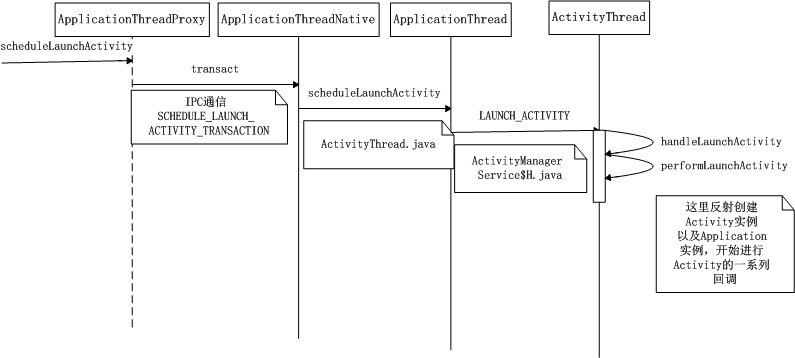 ApplicationThreadProxy
ApplicationThreadNative
ApplicationThread
ActivityThread
scheduleLaunchActivity
transact
IPC通信
SCHEDULE_LAUNCH_
ACTIVITY_TRANSACTION
scheduleLaunchActivity
ActivityThread.java
LAUNCH_ACTIVITY
ActivityManager
Service$H.java
handleLaunchActivity
performLaunchActivity
这里反射创建
Activity实例
以及Application
实例，开始进行
Activity的一系列
回调